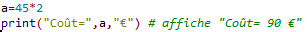 a=45*2
print("Coût=",a,"€") # affiche "Coût= 90 €"